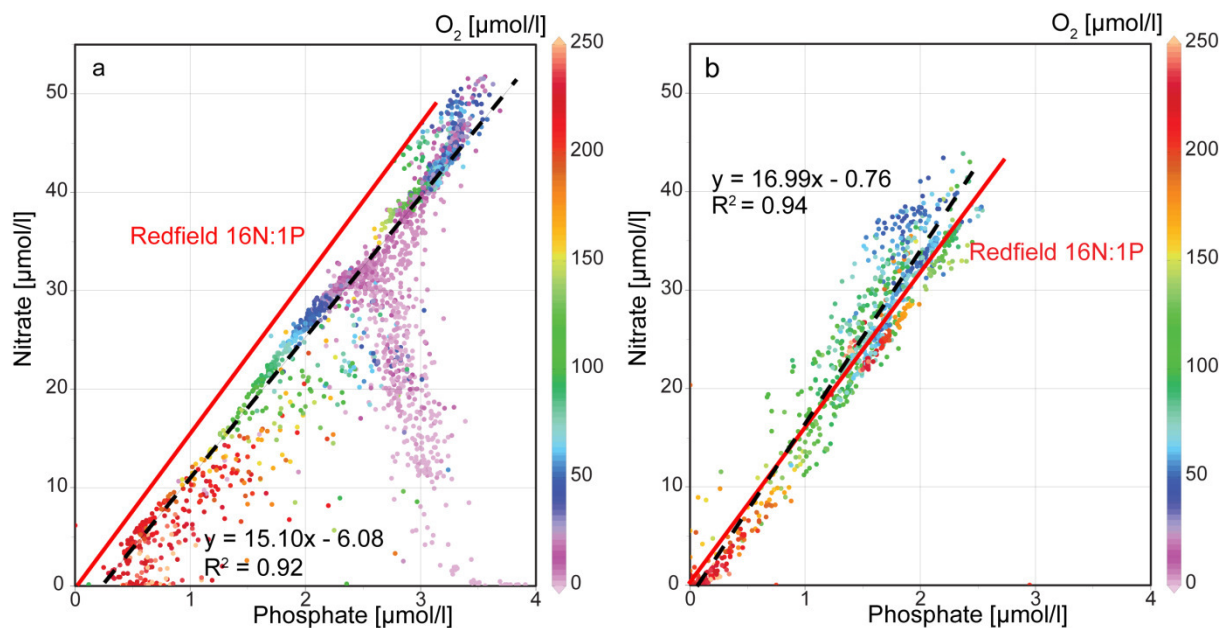 O₂ [µmol/l]
a
250
200
150
100
50
0
50
40
30
20
10
0
Nitrate [µmol/l]
Redfield 16N:1P
y = 15.10x - 6.08
R² = 0.92
0 1 2 3 4
Phosphate [µmol/l]
O₂ [µmol/l]
b
250
200
150
100
50
0
50
40
30
20
10
0
Nitrate [µmol/l]
y = 16.99x - 0.76
R² = 0.94
Redfield 16N:1P
0 1 2 3 4
Phosphate [µmol/l]